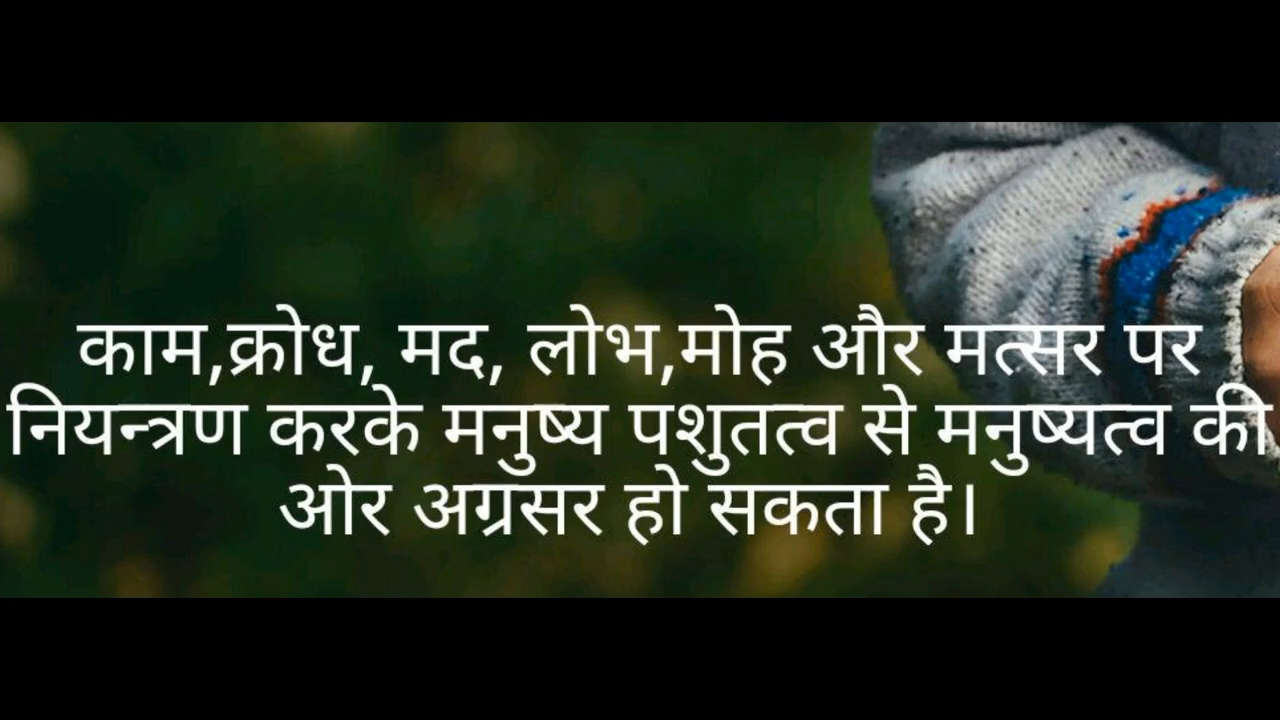 काम,क्रोध, मद, लोभ,मोह और मत्सर पर
नियन्त्रण करके मनुष्य पशुतत्व से मनुष्यत्व की
ओर अग्रसर हो सकता है।